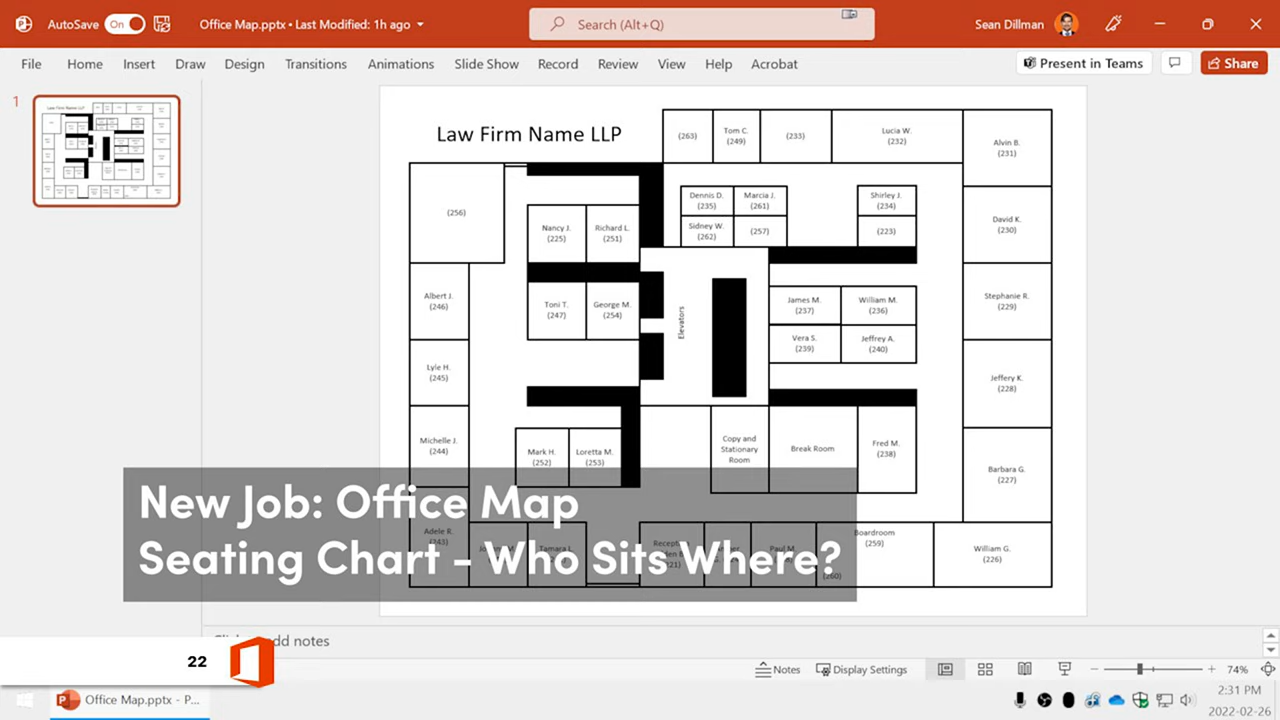 AutoSave
On
Office Map.pptx • Last Modified: 1h ago
Search (Alt+Q)
Sean Dillman
File
Home
Insert
Draw
Design
Transitions
Animations
Slide Show
Record
Review
View
Help
Acrobat
Present in Teams
Share
1
Law Firm Name LLP
(263)
Tom C.
(249)
(233)
Lucia W.
(232)
Alvin B.
(231)
(256)
Nancy J.
(225)
Richard L.
(251)
Dennis D.
(235)
Marcia J.
(261)
Sidney W.
(262)
(257)
Shirley J.
(234)
(223)
David K.
(230)
Albert J.
(246)
Toni T.
(247)
George M.
(254)
Elevators
James M.
(237)
William M.
(236)
Vera S.
(239)
Jeffrey A.
(240)
Stephanie R.
(229)
Lyle H.
(245)
Jeffery K.
(228)
Michelle J.
(244)
Mark H.
(252)
Loretta M.
(253)
Copy and
Stationary
Room
Break Room
Fred M.
(238)
Barbara G.
(227)
New Job: Office Map
Seating Chart - Who Sits Where?
Adele R.
(243)
Tamara
Paul M.
(260)
Boardroom
(259)
William G.
(226)
add notes
22
Notes
Display Settings
74%
Office Map.pptx - P...
2:31 PM
2022-02-26